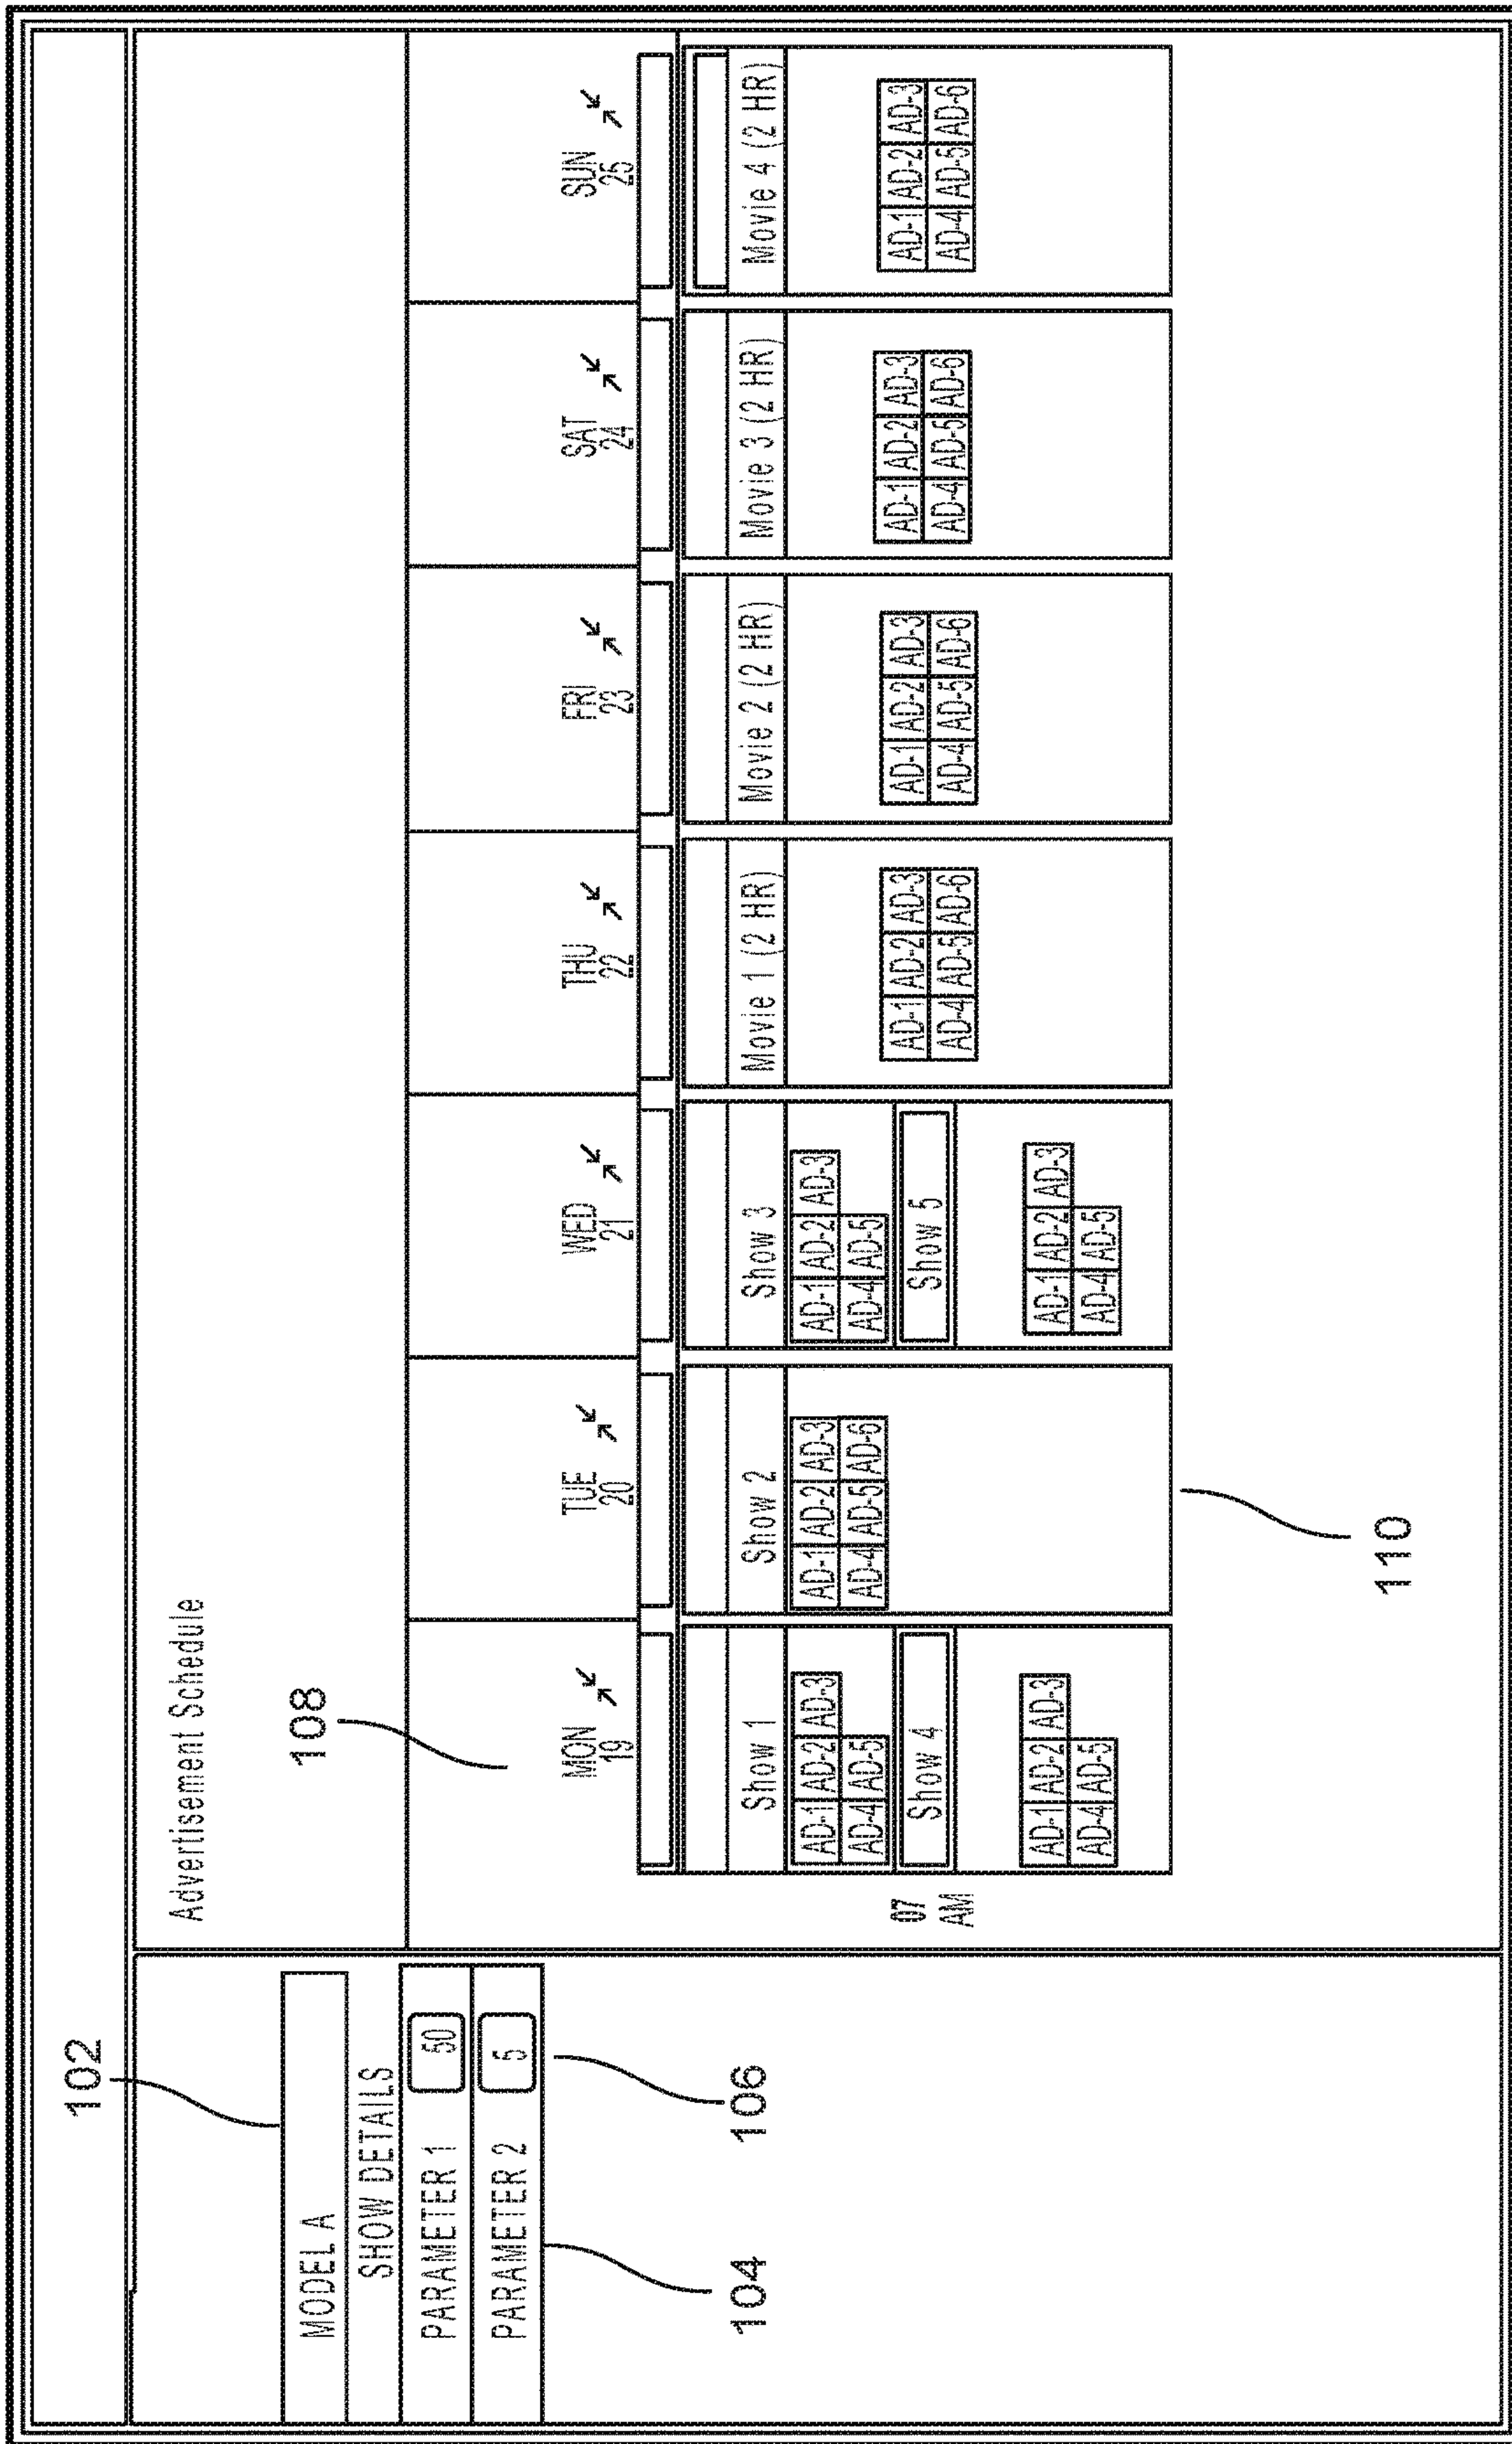 102
MODEL A
SHOW DETAILS
PARAMETER 1 50
PARAMETER 2 5
104
106
Advertisement Schedule
108
MON TUE WED THU FRI SAT SUN
19 20 21 22 23 24 25
07
AM
Show 1
AD-1 AD-2 AD-3
AD-4 AD-5
Show 4
AD-1 AD-2 AD-3
AD-4 AD-5
Show 2
AD-1 AD-2 AD-3
AD-4 AD-5 AD-6
Show 3
AD-1 AD-2 AD-3
AD-4 AD-5
Show 5
AD-1 AD-2 AD-3
AD-4 AD-5
Movie 1 (2 HR)
AD-1 AD-2 AD-3
AD-4 AD-5 AD-6
Movie 2 (2 HR)
AD-1 AD-2 AD-3
AD-4 AD-5 AD-6
Movie 3 (2 HR)
AD-1 AD-2 AD-3
AD-4 AD-5 AD-6
Movie 4 (2 HR)
AD-1 AD-2 AD-3
AD-4 AD-5 AD-6
110